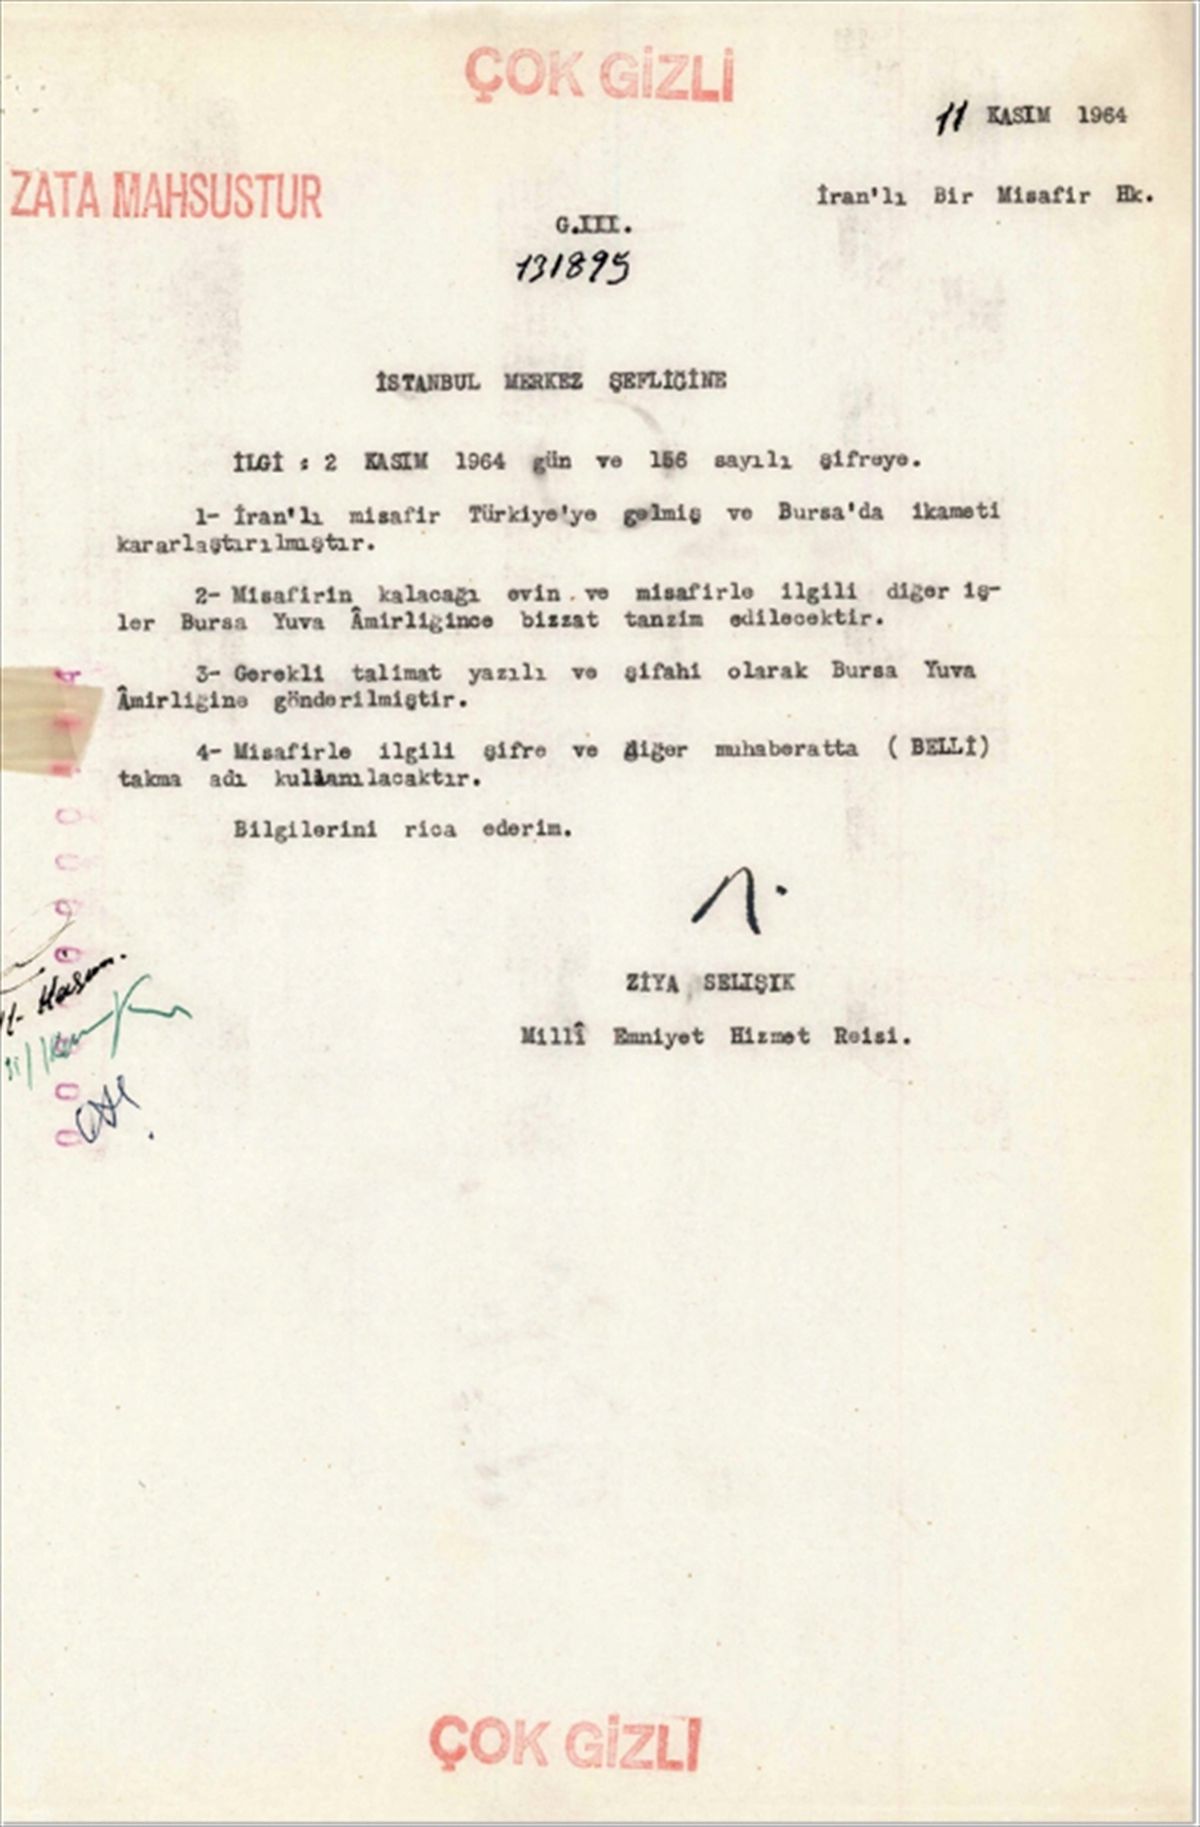 ÇOK GİZLİ
11 KASIM 1964
ZATA MAHSUSTUR
İran'lı Bir Misafir Hk.
G.III.
131895
İSTANBUL MERKEZ ŞEFLİĞİNE
İLGİ : 2 KASIM 1964 gün ve 156 sayılı şifreye.
1- İran'lı misafir Türkiye'ye gelmiş ve Bursa'da ikameti
kararlaştırılmıştır.
2- Misafirin kalacağı evin ve misafirle ilgili diğer iş-
ler Bursa Yuva Âmirligince bizzat tanzim edilecektir.
3- Gerekli talimat yazılı ve şifahi olarak Bursa Yuva
Âmirligine gönderilmiştir.
4- Misafirle ilgili şifre ve diğer muhaberatta ( BELLİ)
takma adı kullanılacaktır.
Bilgilerini rica ederim.
ZİYA SELIŞIK
Millî Emniyet Hizmet Reisi.
ÇOK GİZLİ